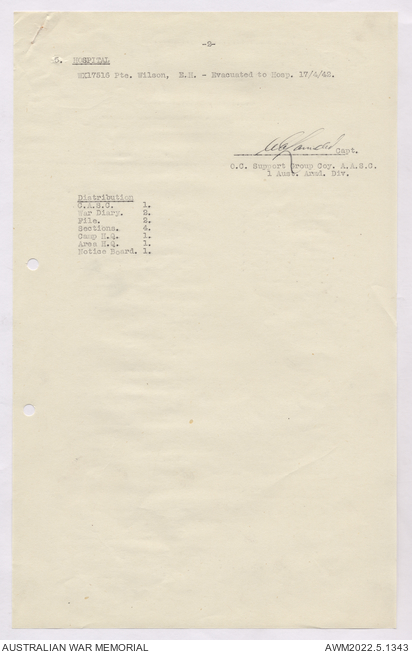 -2-
5. HOSPITAL
WX17516 Pte. Wilson, E.H. - Evacuated to Hosp. 17/4/42.
Capt.
O.C. Support Group Coy. A.A.S.C.
1 Aust. Armd. Div.
Distribution
C.A.S.C. 1.
War Diary. 2.
File. 2.
Sections. 4.
Camp H.Q. 1.
Area H.Q. 1.
Notice Board. 1.
AUSTRALIAN WAR MEMORIAL
AWM2022.5.1343